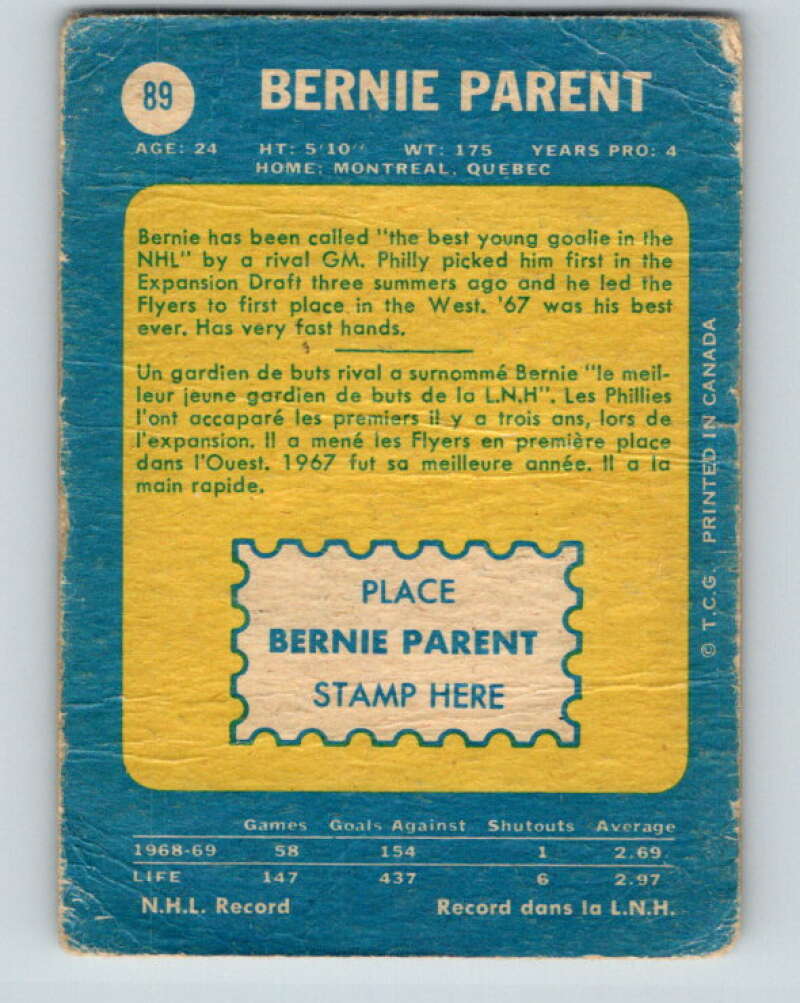 89 BERNIE PARENT
AGE: 24 HT: 5'10" WT: 175 YEARS PRO: 4
HOME: MONTREAL, QUEBEC
Bernie has been called "the best young goalie in the
NHL" by a rival GM. Philly picked him first in the
Expansion Draft three summers ago and he led the
Flyers to first place in the West. '67 was his best
ever. Has very fast hands.
Un gardien de buts rival a surnommé Bernie "le meil-
leur jeune gardien de buts de la L.N.H". Les Phillies
l'ont accaparé les premiers il y a trois ans, lors de
l'expansion. Il a mené les Flyers en première place
dans l'Ouest. 1967 fut sa meilleure année. Il a la
main rapide.
PLACE
BERNIE PARENT
STAMP HERE
© T.C.G. PRINTED IN CANADA
Games Goals Against Shutouts Average
1968-69 58 154 1 2.69
LIFE 147 437 6 2.97
N.H.L. Record Record dans la L.N.H.